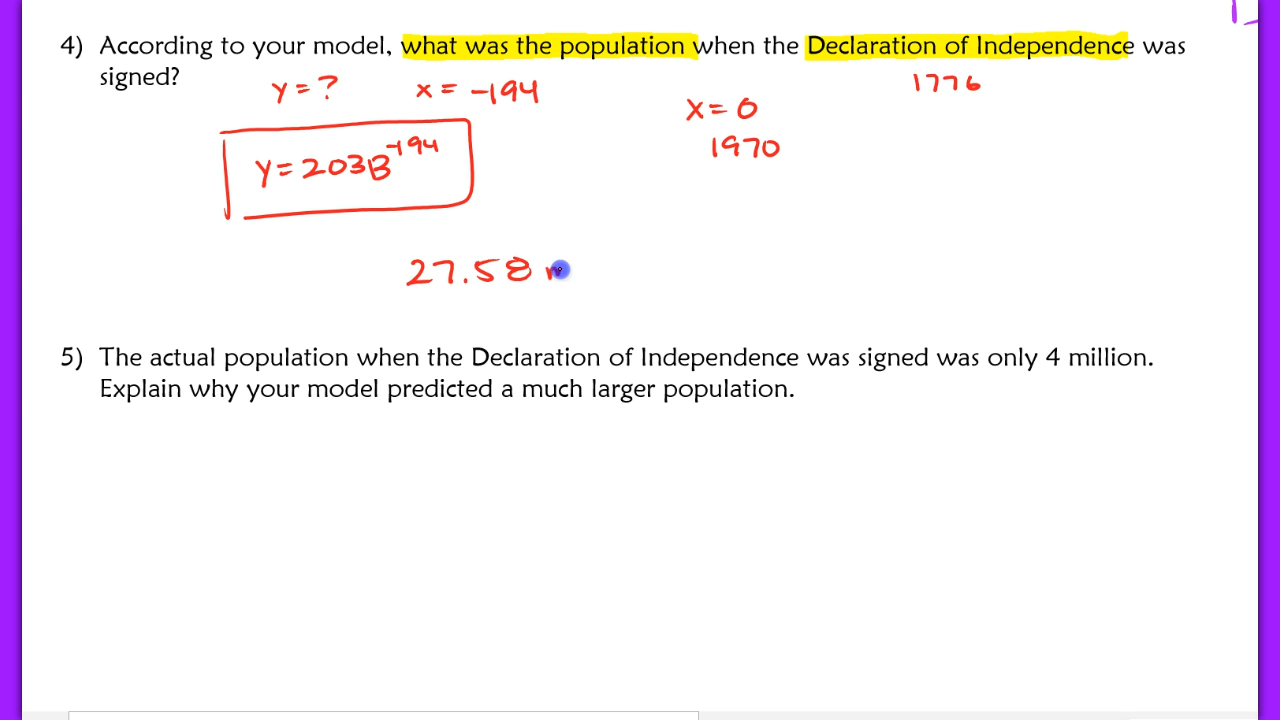 4) According to your model, what was the population when the Declaration of Independence was
signed?
y = ? x = -194
1776
x = 0
1970
y = 203B^-194
27.58
5) The actual population when the Declaration of Independence was signed was only 4 million.
Explain why your model predicted a much larger population.